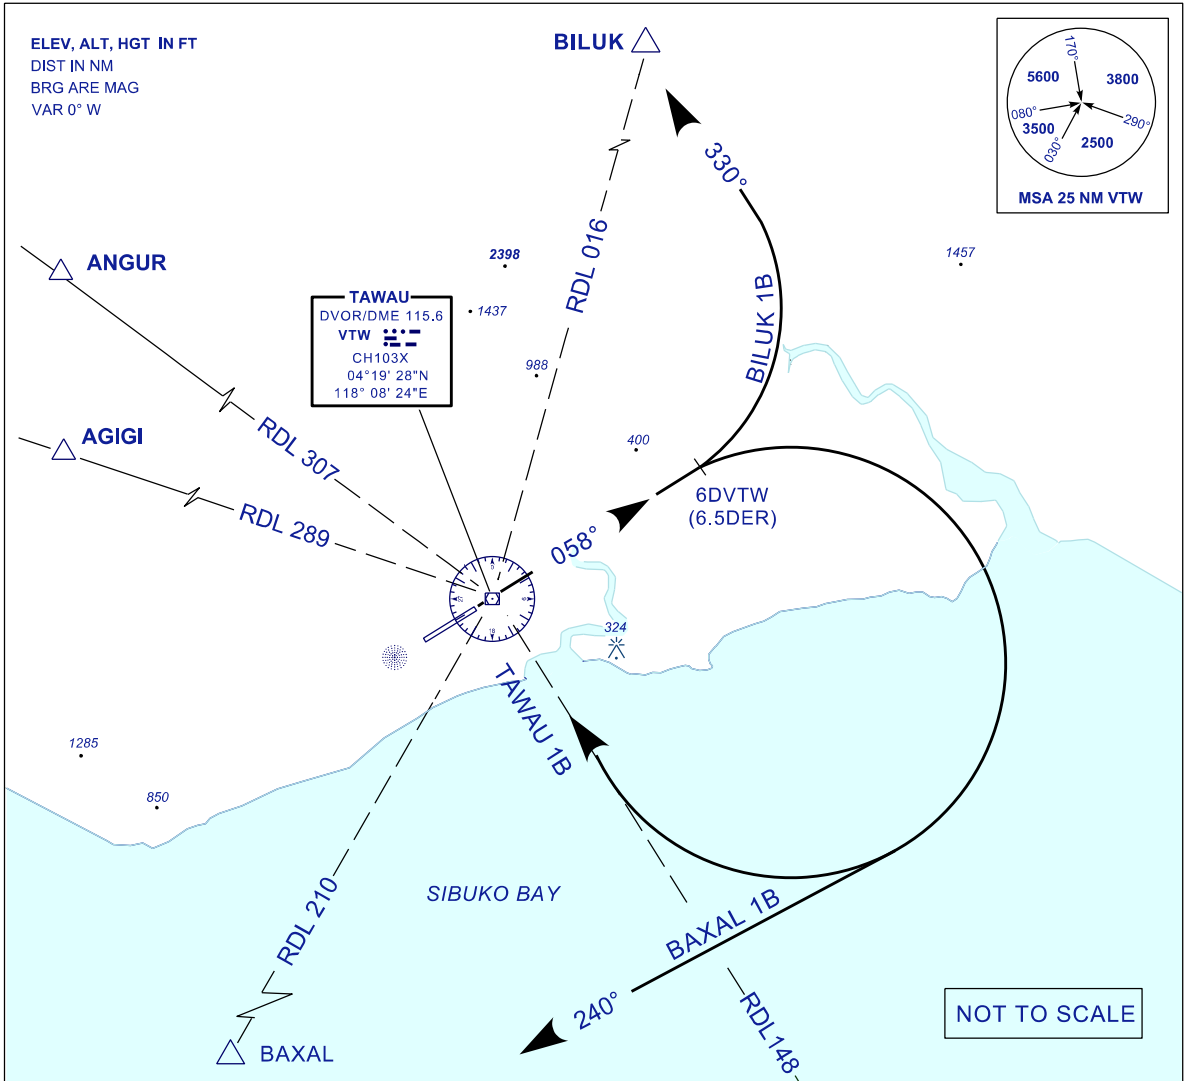 ELEV, ALT, HGT IN FT
DIST IN NM
BRG ARE MAG
VAR 0° W
BILUK
170°
5600
3800
080°
290°
3500
2500
030°
MSA 25 NM VTW
330°
RDL 016
ANGUR
2398
1457
TAWAU
DVOR/DME 115.6
VTW
CH103X
04°19' 28"N
118° 08' 24"E
1437
BILUK 1B
988
AGIGI
RDL 307
400
6DVTW
(6.5DER)
RDL 289
058°
324
TAWAU 1B
1285
850
SIBUKO BAY
RDL 210
BAXAL 1B
240°
RDL148
NOT TO SCALE
BAXAL